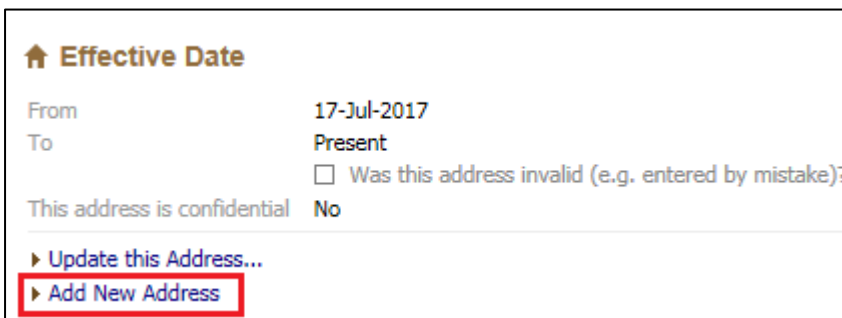 Effective Date
From 17-Jul-2017
To Present
Was this address invalid (e.g. entered by mistake)?
This address is confidential No
Update this Address...
Add New Address